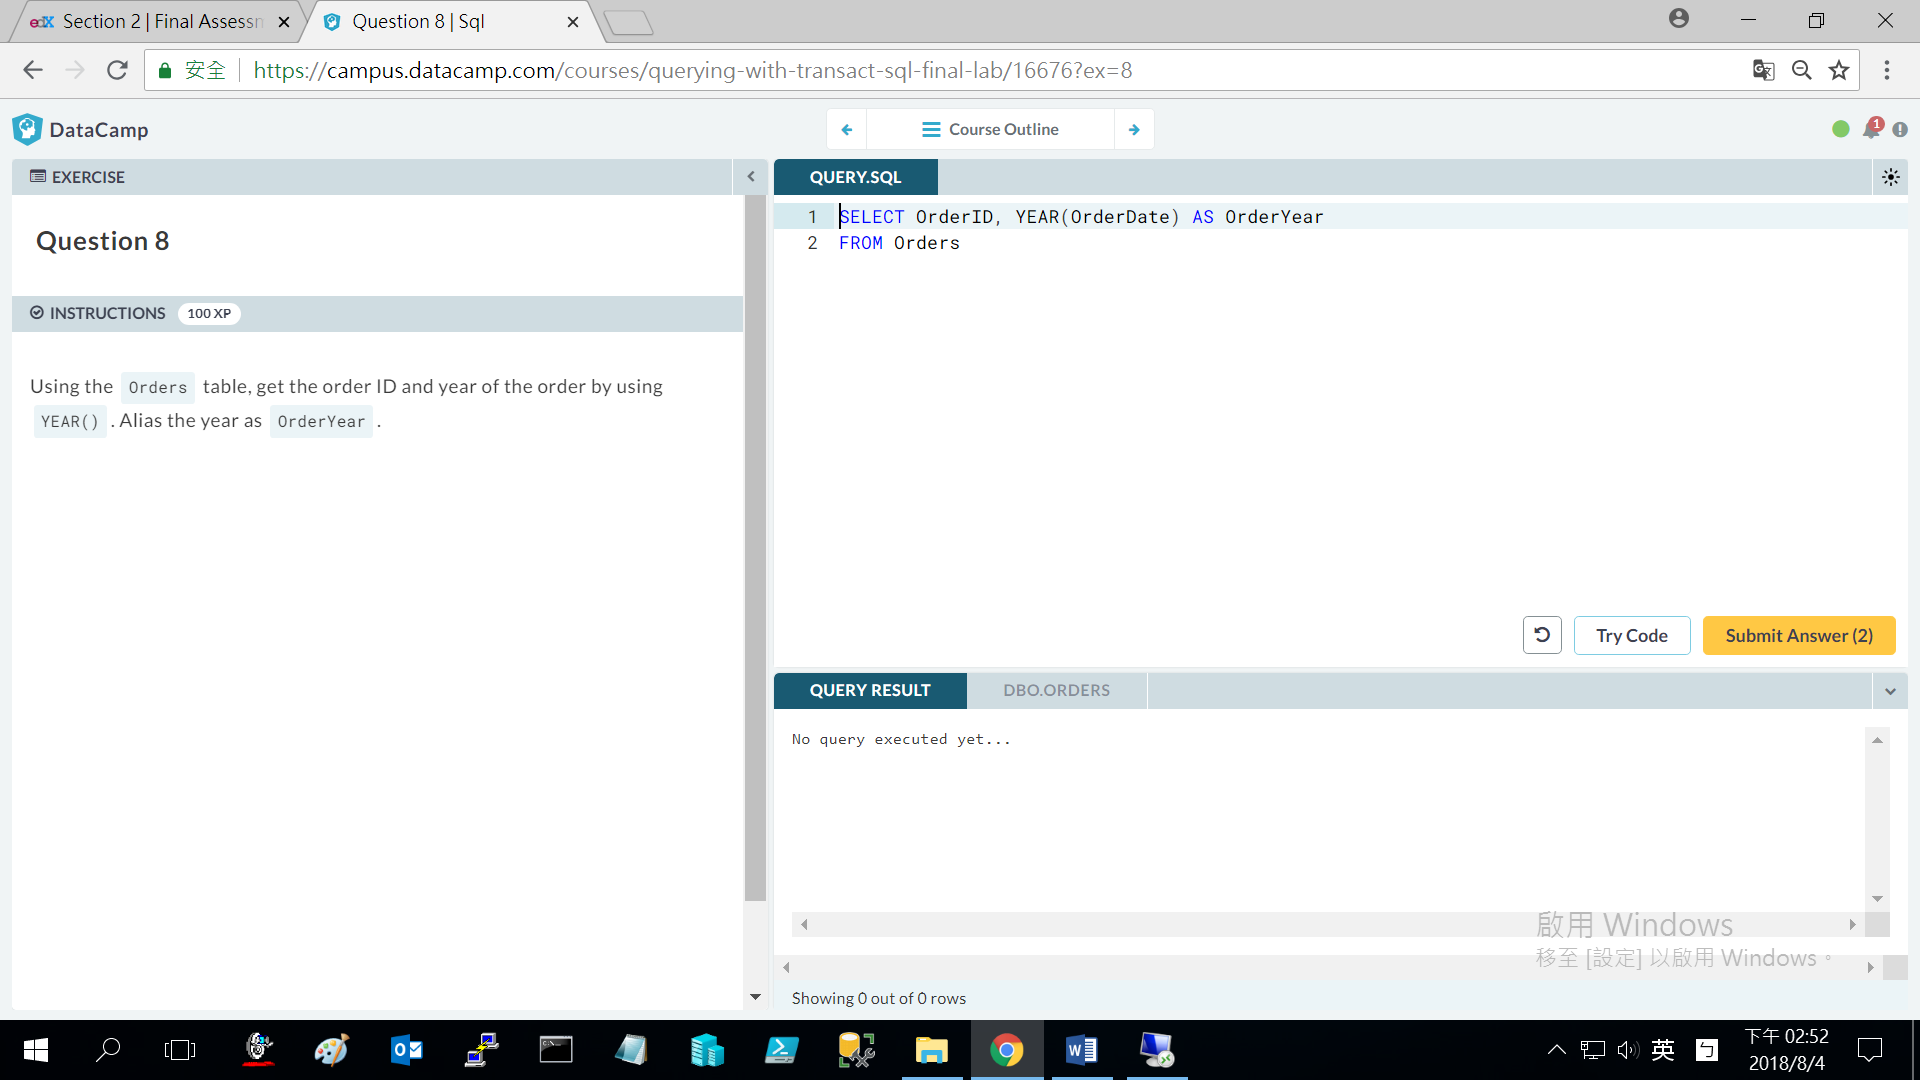 edX Section 2 | Final Assessm
Question 8 | Sql
安全
https://campus.datacamp.com/courses/querying-with-transact-sql-final-lab/16676?ex=8
DataCamp
Course Outline
1
EXERCISE
QUERY.SQL
Question 8
1 SELECT OrderID, YEAR(OrderDate) AS OrderYear
2 FROM Orders
INSTRUCTIONS 100 XP
Using the Orders table, get the order ID and year of the order by using
YEAR() . Alias the year as OrderYear .
Try Code
Submit Answer (2)
QUERY RESULT
DBO.ORDERS
No query executed yet...
啟用 Windows
移至 [設定] 以啟用 Windows。
Showing 0 out of 0 rows
英
ㄅ
下午 02:52
2018/8/4